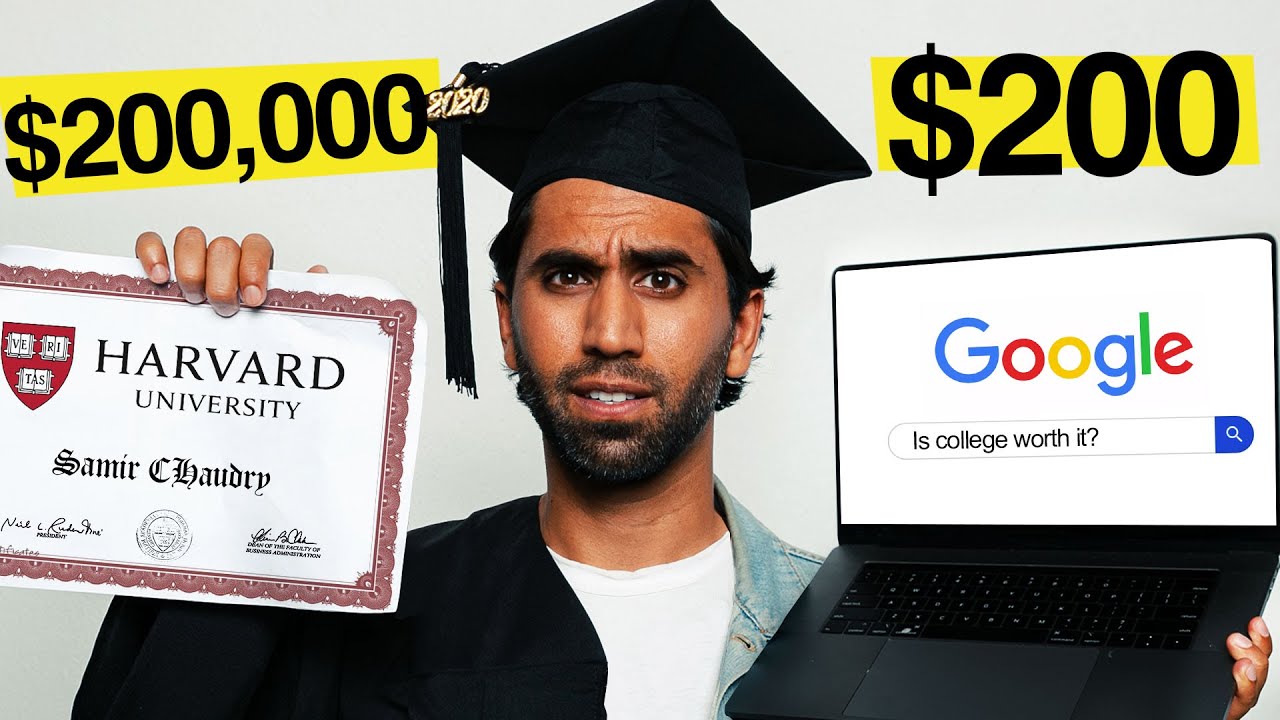 $200,000
2020
$200
VE RI
TAS
HARVARD
UNIVERSITY
Samir CHaudry
PRESIDENT
DEAN OF THE FACULTY OF
BUSINESS ADMINISTRATION
Google
Is college worth it?